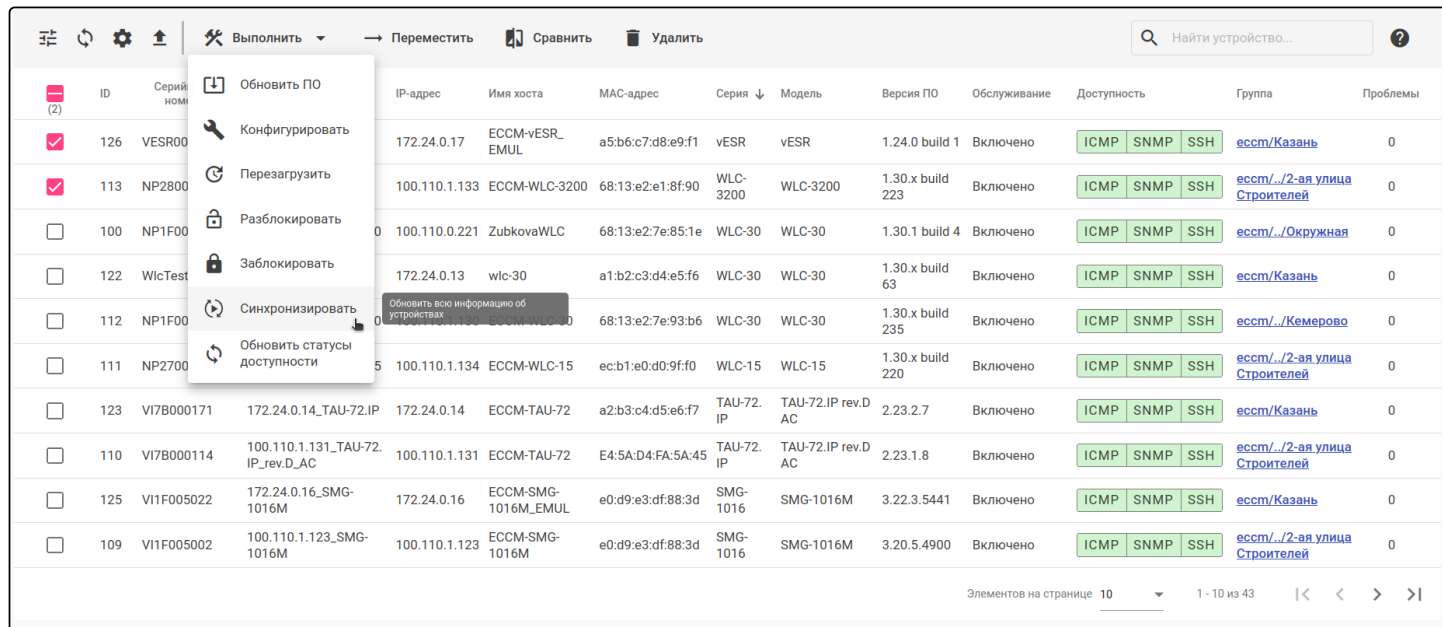 Выполнить Переместить Сравнить Удалить Найти устройство...
(2) ID IP-адрес Имя хоста MAC-адрес Серия Модель Версия ПО Обслуживание Доступность Группа Проблемы
Обновить ПО
Конфигурировать
Перезагрузить
Разблокировать
Заблокировать
Синхронизировать
Обновить статусы
доступности
Обновить всю информацию об
устройствах
126 VESR00 172.24.0.17 ECCM-vESR_
EMUL a5:b6:c7:d8:e9:f1 vESR vESR 1.24.0 build 1 Включено ICMP SNMP SSH eccm/Казань 0
113 NP2800 100.110.1.133 ECCM-WLC-3200 68:13:e2:e1:8f:90 WLC-
3200 WLC-3200 1.30.x build
223 Включено ICMP SNMP SSH eccm/../2-ая улица
Строителей 0
100 NP1F00 0 100.110.0.221 ZubkovaWLC 68:13:e2:7e:85:1e WLC-30 WLC-30 1.30.1 build 4 Включено ICMP SNMP SSH eccm/../Окружная 0
122 WlcTest 172.24.0.13 wlc-30 a1:b2:c3:d4:e5:f6 WLC-30 WLC-30 1.30.x build
63 Включено ICMP SNMP SSH eccm/Казань 0
112 NP1F00 0 68:13:e2:7e:93:b6 WLC-30 WLC-30 1.30.x build
235 Включено ICMP SNMP SSH eccm/../Кемерово 0
111 NP2700 5 100.110.1.134 ECCM-WLC-15 ec:b1:e0:d0:9f:f0 WLC-15 WLC-15 1.30.x build
220 Включено ICMP SNMP SSH eccm/../2-ая улица
Строителей 0
123 VI7B000171 172.24.0.14_TAU-72.IP 172.24.0.14 ECCM-TAU-72 a2:b3:c4:d5:e6:f7 TAU-72.
IP TAU-72.IP rev.D
AC 2.23.2.7 Включено ICMP SNMP SSH eccm/Казань 0
110 VI7B000114 100.110.1.131_TAU-72.
IP_rev.D_AC 100.110.1.131 ECCM-TAU-72 E4:5A:D4:FA:5A:45 TAU-72.
IP TAU-72.IP rev.D
AC 2.23.1.8 Включено ICMP SNMP SSH eccm/../2-ая улица
Строителей 0
125 VI1F005022 172.24.0.16_SMG-
1016M 172.24.0.16 ECCM-SMG-
1016M_EMUL e0:d9:e3:df:88:3d SMG-
1016 SMG-1016M 3.22.3.5441 Включено ICMP SNMP SSH eccm/Казань 0
109 VI1F005002 100.110.1.123_SMG-
1016M 100.110.1.123 ECCM-SMG-
1016M e0:d9:e3:df:88:3d SMG-
1016 SMG-1016M 3.20.5.4900 Включено ICMP SNMP SSH eccm/../2-ая улица
Строителей 0
Элементов на странице 10 1 - 10 из 43